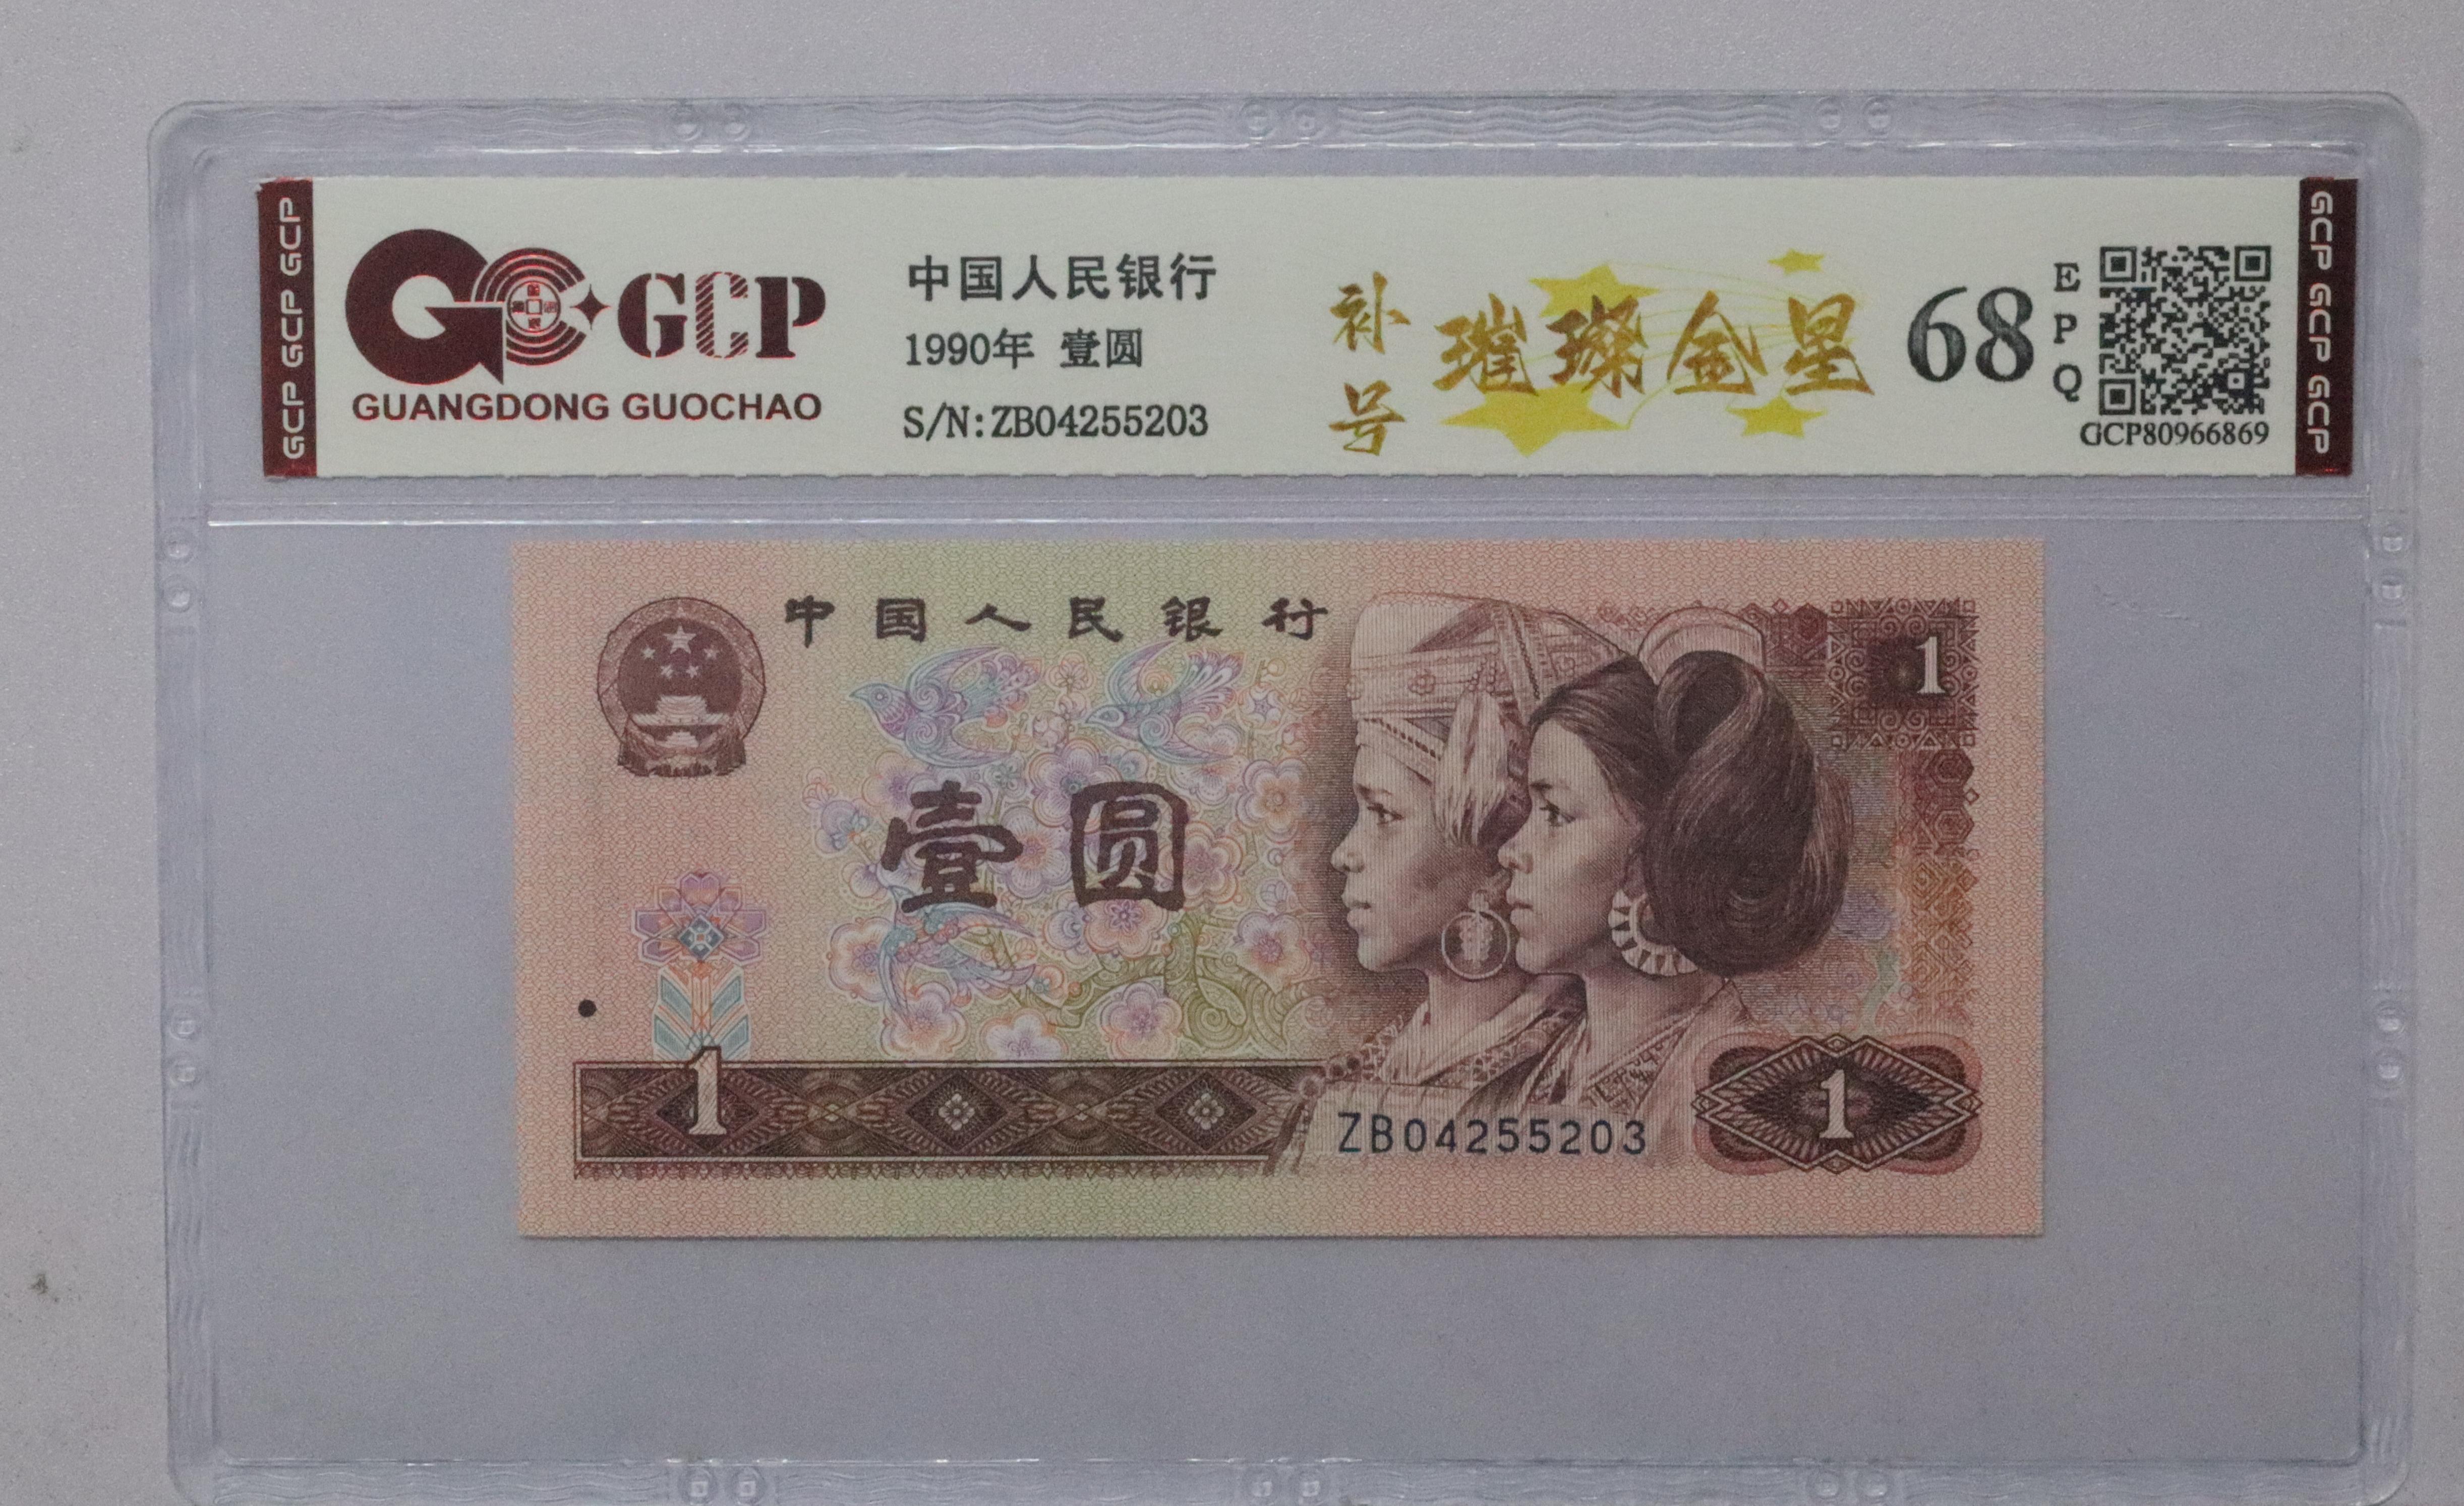 GCP GCP GCP
GCP
GUANGDONG GUOCHAO
中国人民银行
1990年 壹圆
S/N:ZB04255203
补号
璀璨金星
68
EPQ
GCP80966869
GCP GCP GCP
中国人民银行
1
壹圆
1
ZB04255203
1